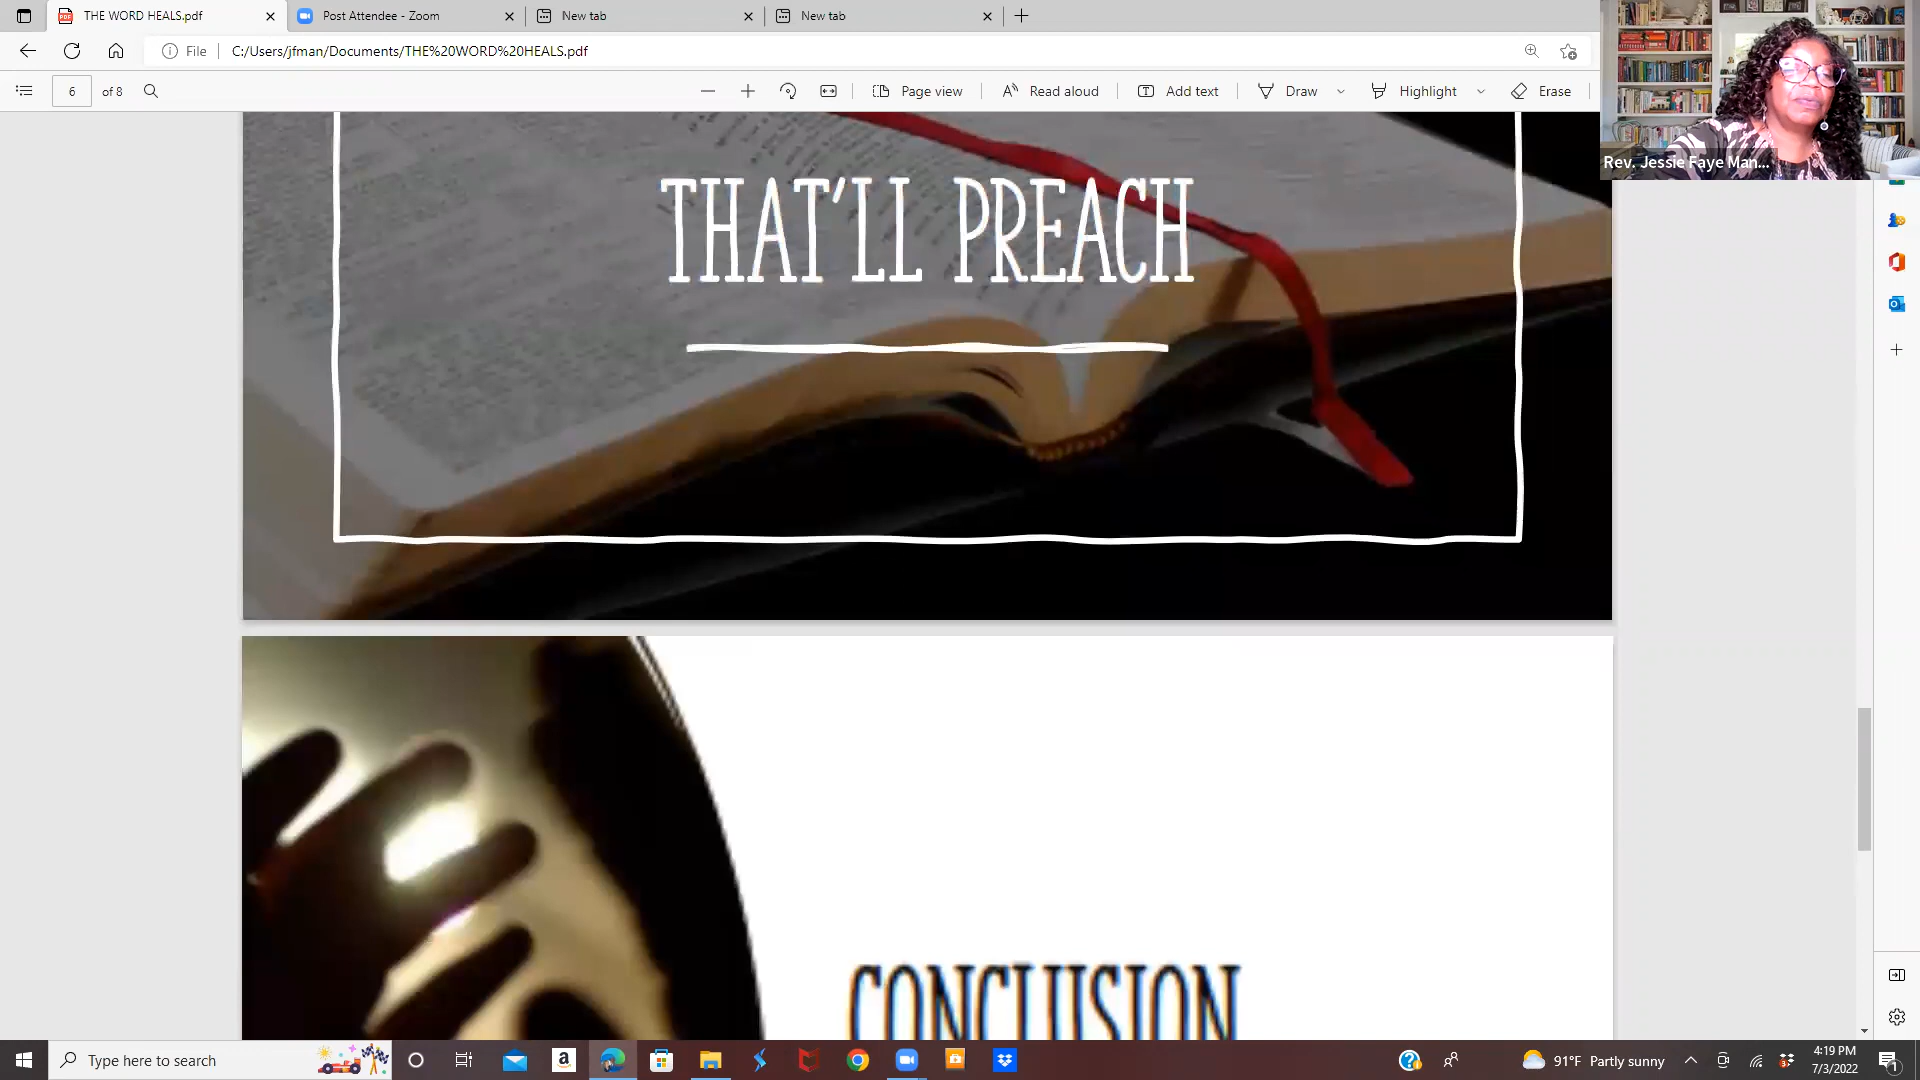 THE WORD HEALS.pdf
Post Attendee - Zoom
New tab
New tab
File
C:/Users/jfman/Documents/THE%20WORD%20HEALS.pdf
6
of 8
Page view
A
Read aloud
Add text
Draw
Highlight
Erase
Rev. Jessie Faye Man...
THAT'LL PREACH
CONCLUSION
Type here to search
91°F Partly sunny
4:19 PM
7/3/2022
1